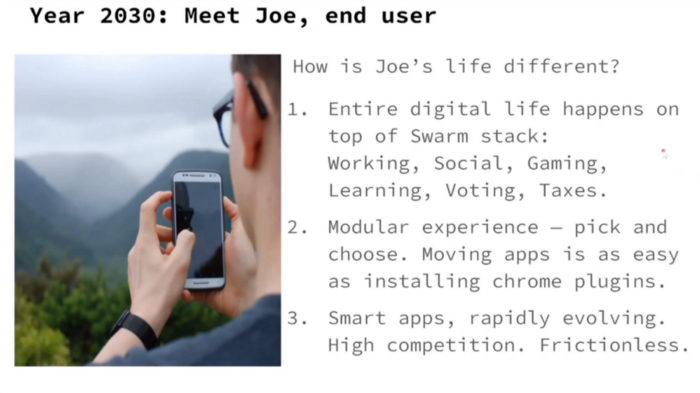 Year 2030: Meet Joe, end user
How is Joe’s life different?
1. Entire digital life happens on
top of Swarm stack:
Working, Social, Gaming,
Learning, Voting, Taxes.
2. Modular experience – pick and
choose. Moving apps is as easy
as installing chrome plugins.
3. Smart apps, rapidly evolving.
High competition. Frictionless.